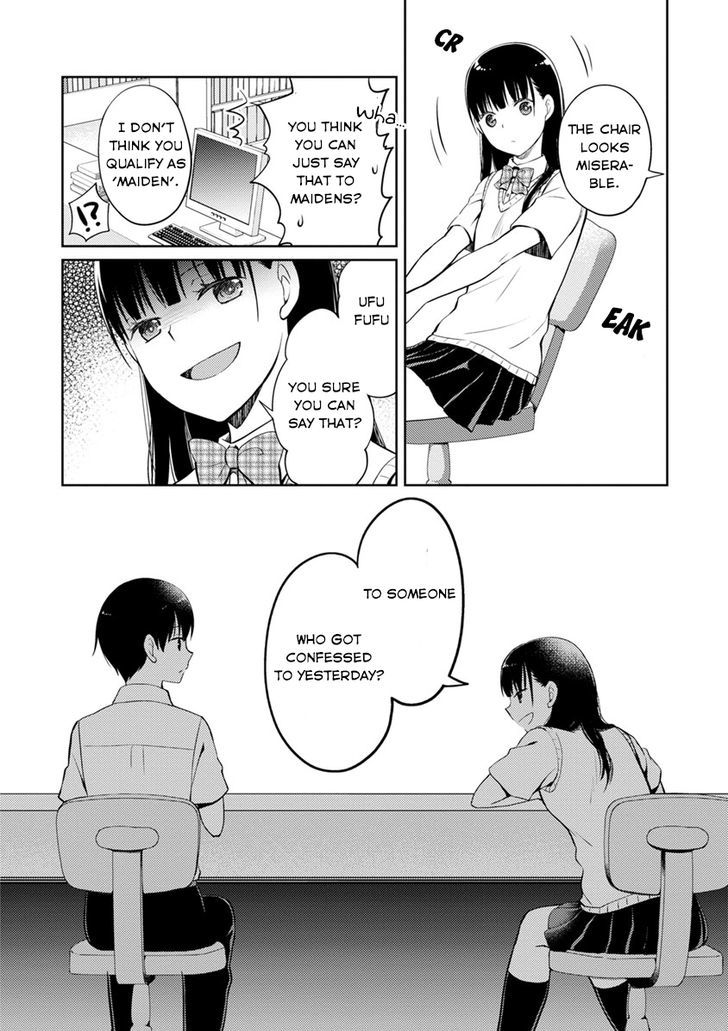 CR
THE CHAIR
LOOKS
MISERA-
BLE.
EAK
Wha...
YOU THINK
YOU CAN
JUST SAY
THAT TO
MAIDENS?
I DON'T
THINK YOU
QUALIFY AS
'MAIDEN'.
!?
UFU
FUFU
YOU SURE
YOU CAN
SAY THAT?
TO SOMEONE
WHO GOT
CONFESSED
TO YESTERDAY?